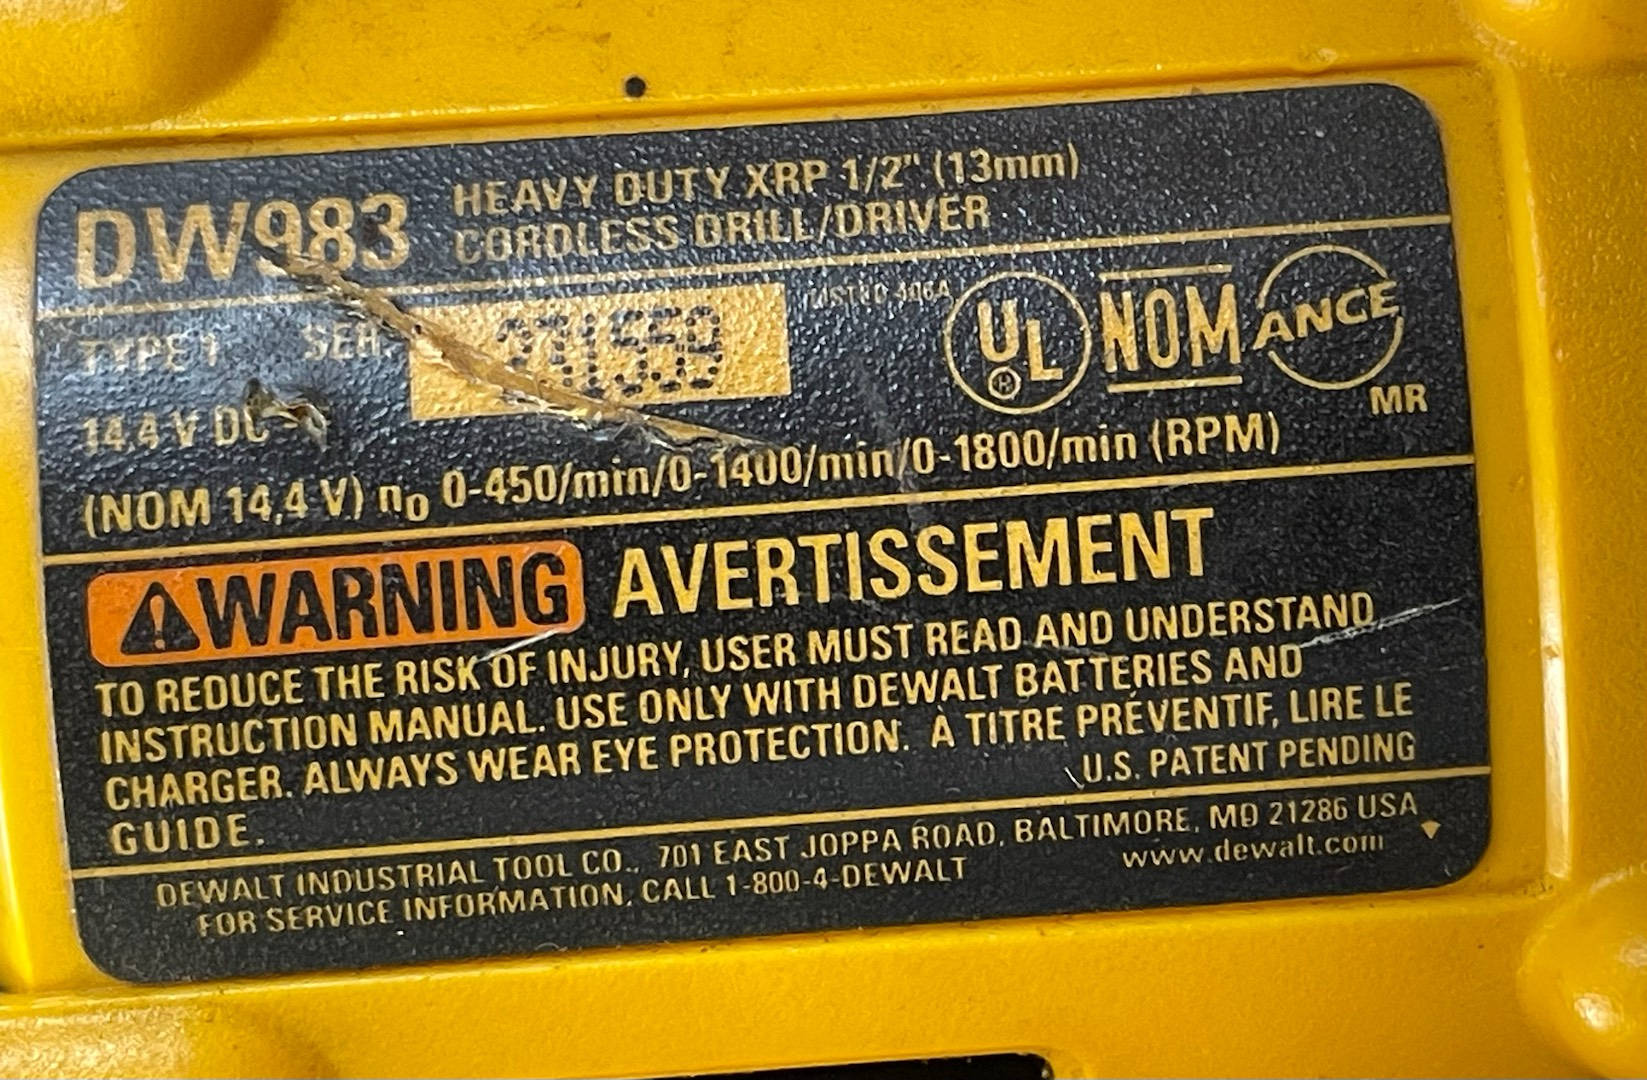 DW983
HEAVY DUTY XRP 1/2" (13mm)
CORDLESS DRILL/DRIVER
TYPE 1 SER.
LISTED
UL
®
NOM
ANCE
MR
14.4 V DC
(NOM 14,4 V) n0 0-450/min/0-1400/min/0-1800/min (RPM)
WARNING AVERTISSEMENT
TO REDUCE THE RISK OF INJURY, USER MUST READ AND UNDERSTAND
INSTRUCTION MANUAL. USE ONLY WITH DEWALT BATTERIES AND
CHARGER. ALWAYS WEAR EYE PROTECTION. À TITRE PRÉVENTIF, LIRE LE
GUIDE.
U.S. PATENT PENDING
DEWALT INDUSTRIAL TOOL CO., 701 EAST JOPPA ROAD, BALTIMORE, MD 21286 USA
FOR SERVICE INFORMATION, CALL 1-800-4-DEWALT
www.dewalt.com